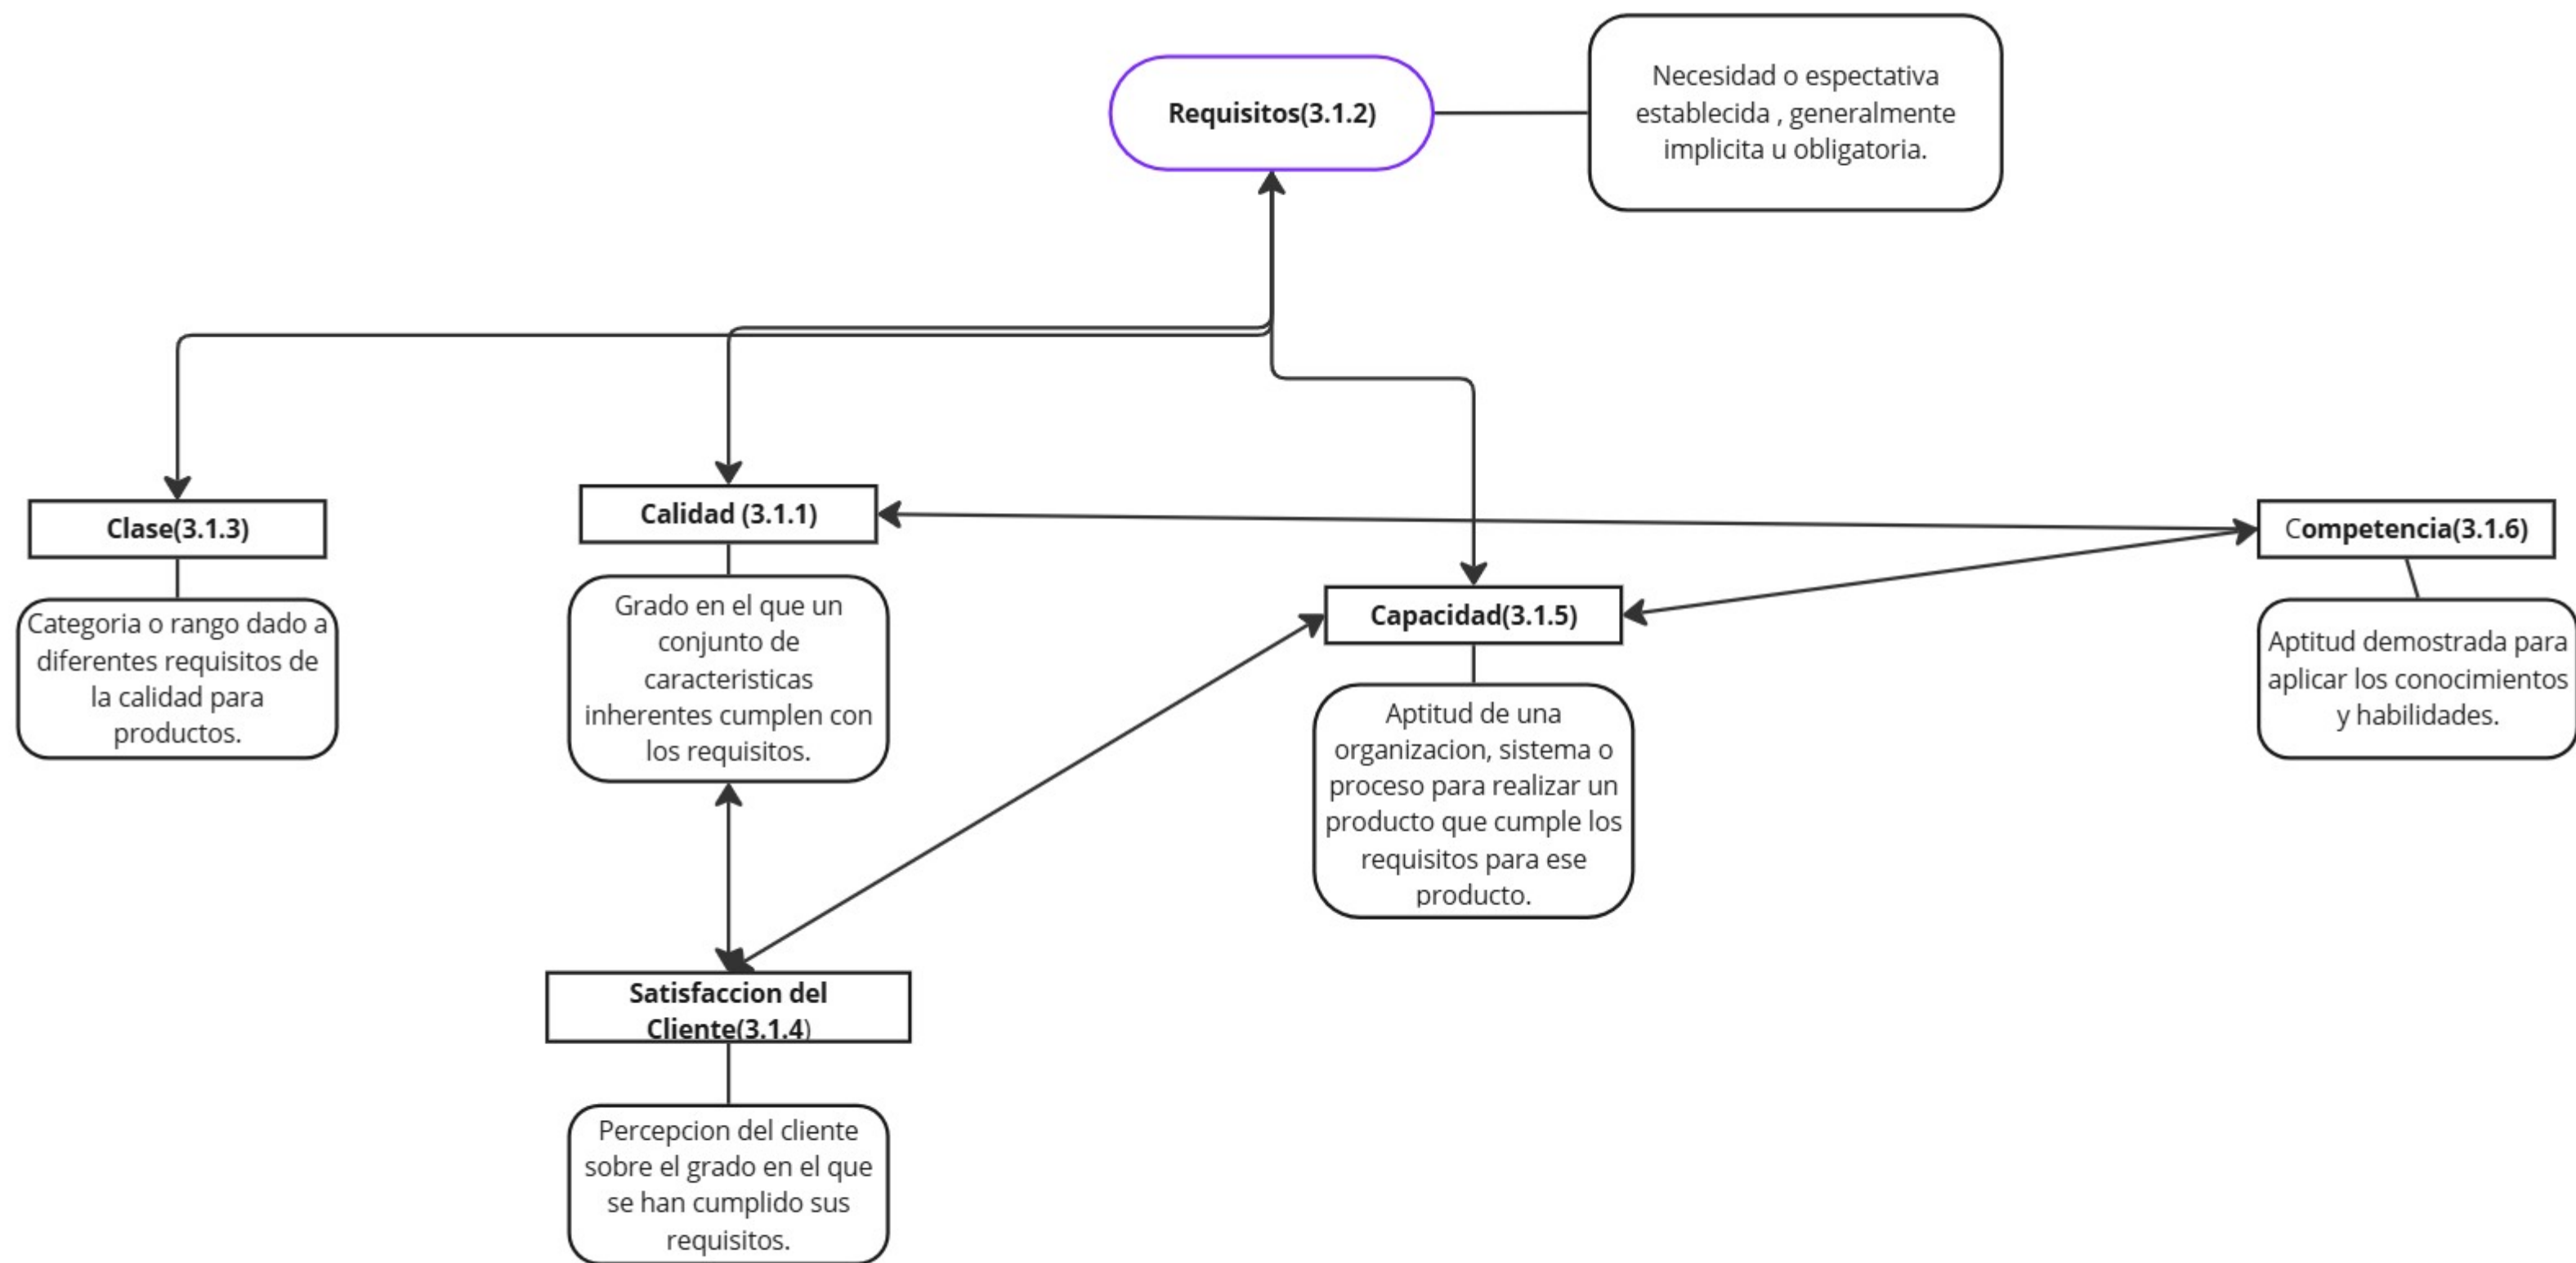 Requisitos(3.1.2)
Necesidad o espectativa
establecida , generalmente
implicita u obligatoria.
Clase(3.1.3)
Categoria o rango dado a
diferentes requisitos de
la calidad para
productos.
Calidad (3.1.1)
Grado en el que un
conjunto de
caracteristicas
inherentes cumplen con
los requisitos.
Capacidad(3.1.5)
Aptitud de una
organizacion, sistema o
proceso para realizar un
producto que cumple los
requisitos para ese
producto.
Competencia(3.1.6)
Aptitud demostrada para
aplicar los conocimientos
y habilidades.
Satisfaccion del
Cliente(3.1.4)
Percepcion del cliente
sobre el grado en el que
se han cumplido sus
requisitos.